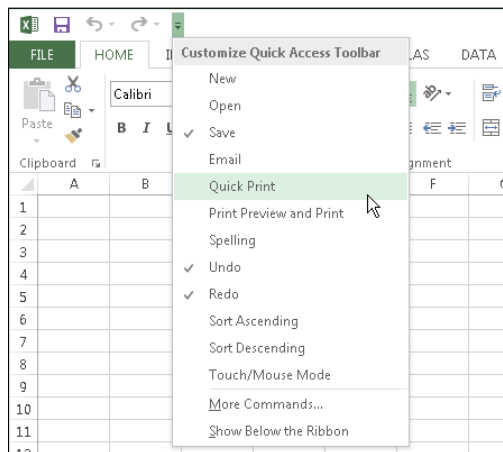 Customize Quick Access Toolbar
FILE HOME LAS DATA
New
Open
Save
Email
Quick Print
Print Preview and Print
Spelling
Undo
Redo
Sort Ascending
Sort Descending
Touch/Mouse Mode
More Commands...
Show Below the Ribbon
Paste
Calibri
B I U
Clipboard
gnment
A B F
1
2
3
4
5
6
7
8
9
10
11